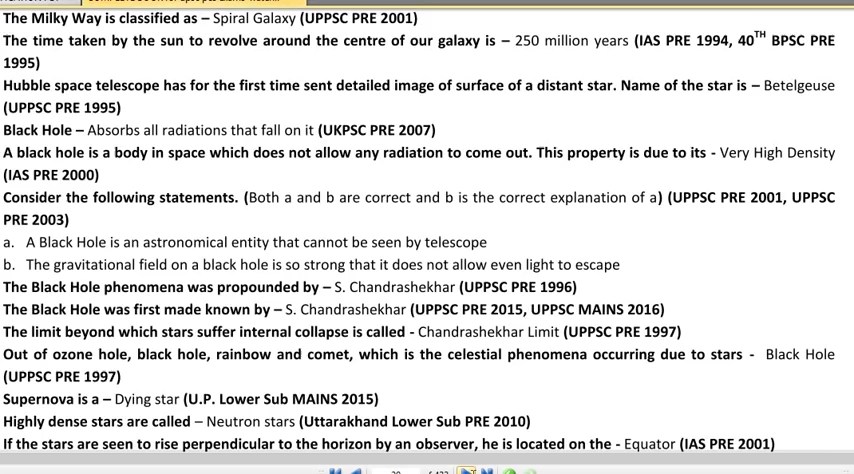 The Milky Way is classified as – Spiral Galaxy (UPPSC PRE 2001)
The time taken by the sun to revolve around the centre of our galaxy is – 250 million years (IAS PRE 1994, 40TH BPSC PRE
1995)
Hubble space telescope has for the first time sent detailed image of surface of a distant star. Name of the star is – Betelgeuse
(UPPSC PRE 1995)
Black Hole – Absorbs all radiations that fall on it (UKPSC PRE 2007)
A black hole is a body in space which does not allow any radiation to come out. This property is due to its - Very High Density
(IAS PRE 2000)
Consider the following statements. (Both a and b are correct and b is the correct explanation of a) (UPPSC PRE 2001, UPPSC
PRE 2003)
a. A Black Hole is an astronomical entity that cannot be seen by telescope
b. The gravitational field on a black hole is so strong that it does not allow even light to escape
The Black Hole phenomena was propounded by – S. Chandrashekhar (UPPSC PRE 1996)
The Black Hole was first made known by – S. Chandrashekhar (UPPSC PRE 2015, UPPSC MAINS 2016)
The limit beyond which stars suffer internal collapse is called - Chandrashekhar Limit (UPPSC PRE 1997)
Out of ozone hole, black hole, rainbow and comet, which is the celestial phenomena occurring due to stars - Black Hole
(UPPSC PRE 1997)
Supernova is a – Dying star (U.P. Lower Sub MAINS 2015)
Highly dense stars are called – Neutron stars (Uttarakhand Lower Sub PRE 2010)
If the stars are seen to rise perpendicular to the horizon by an observer, he is located on the - Equator (IAS PRE 2001)